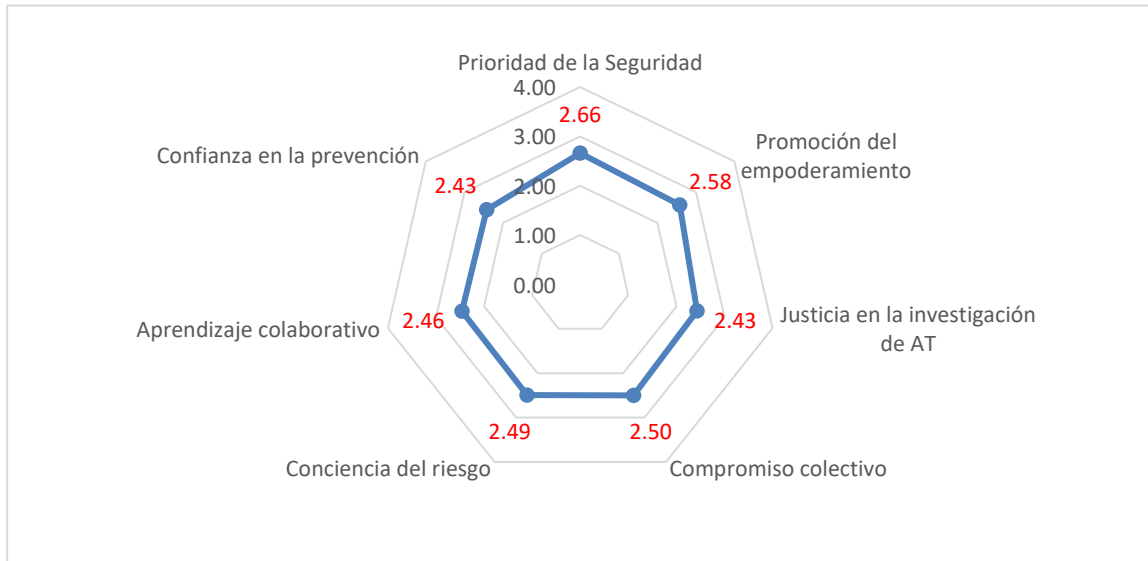 Prioridad de la Seguridad
4.00
2.66
3.00
Promoción del
empoderamiento
Confianza en la prevención
2.43
2.58
2.00
1.00
0.00
Aprendizaje colaborativo
2.46
2.43
Justicia en la investigación
de AT
2.49
2.50
Conciencia del riesgo
Compromiso colectivo